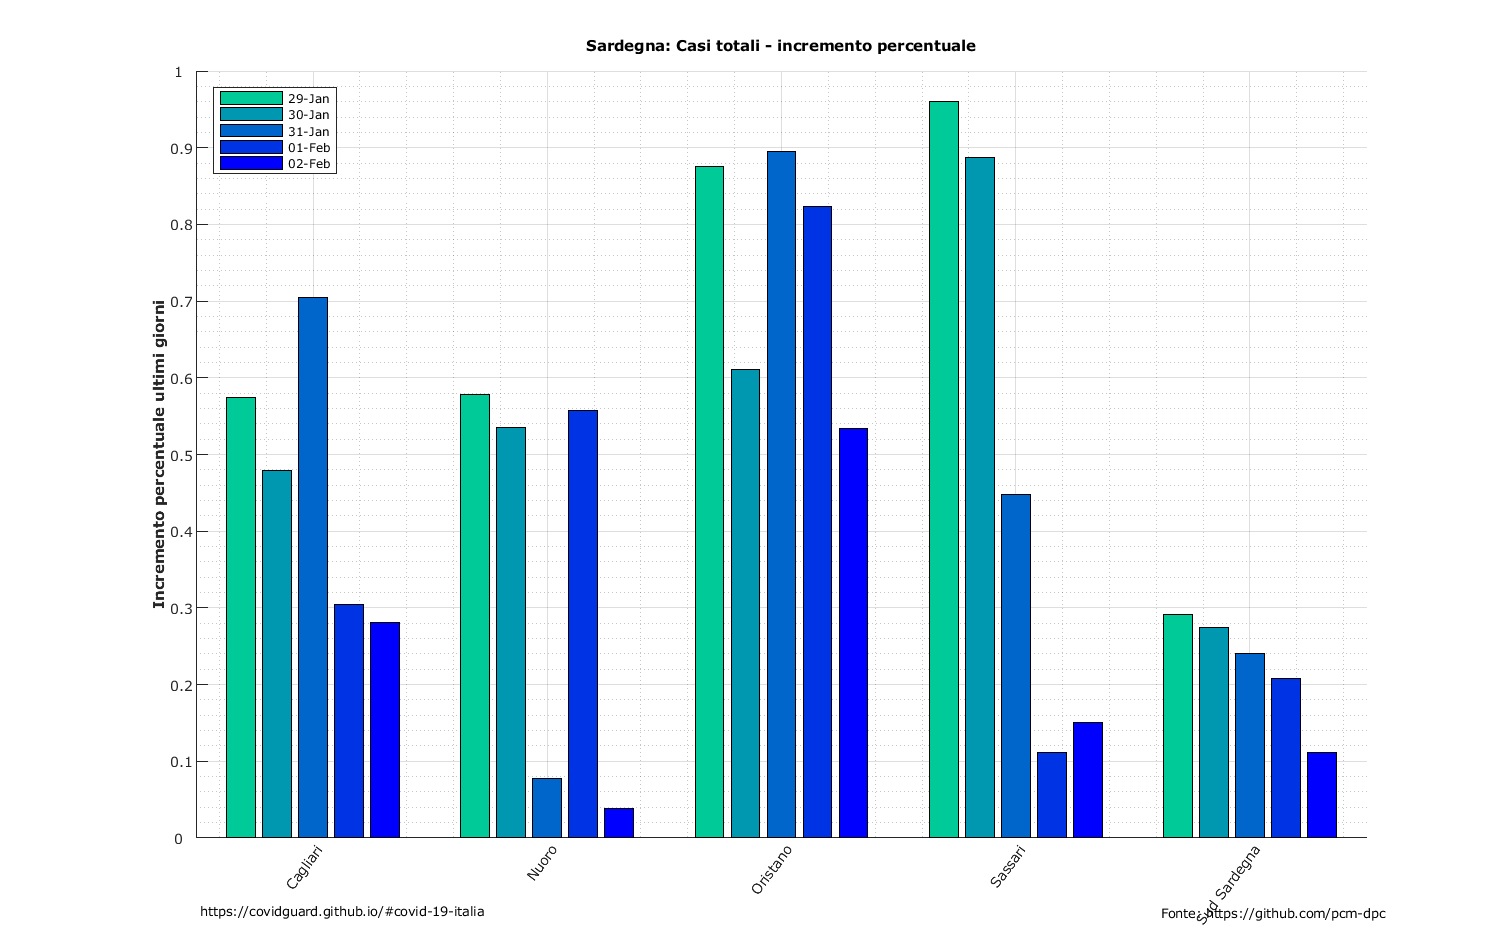 Sardegna: Casi totali - incremento percentuale
1
0.9
0.8
0.7
0.6
0.5
0.4
0.3
0.2
0.1
0
Incremento percentuale ultimi giorni
29-Jan
30-Jan
31-Jan
01-Feb
02-Feb
Cagliari
Nuoro
Oristano
Sassari
Sud Sardegna
https://covidguard.github.io/#covid-19-italia
Fonte: https://github.com/pcm-dpc